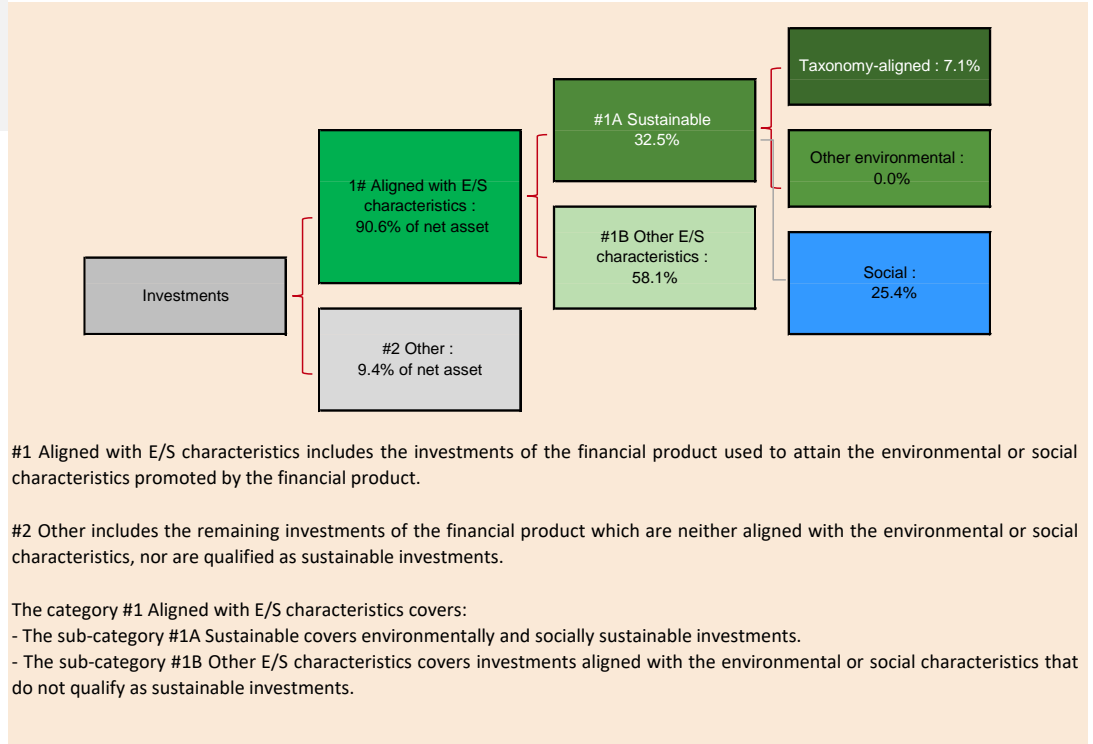 Taxonomy-aligned : 7.1%
#1A Sustainable
32.5%
Other environmental :
0.0%
1# Aligned with E/S
characteristics :
90.6% of net asset
#1B Other E/S
characteristics :
58.1%
Social :
25.4%
Investments
#2 Other :
9.4% of net asset
#1 Aligned with E/S characteristics includes the investments of the financial product used to attain the environmental or social
characteristics promoted by the financial product.
#2 Other includes the remaining investments of the financial product which are neither aligned with the environmental or social
characteristics, nor are qualified as sustainable investments.
The category #1 Aligned with E/S characteristics covers:
- The sub-category #1A Sustainable covers environmentally and socially sustainable investments.
- The sub-category #1B Other E/S characteristics covers investments aligned with the environmental or social characteristics that
do not qualify as sustainable investments.